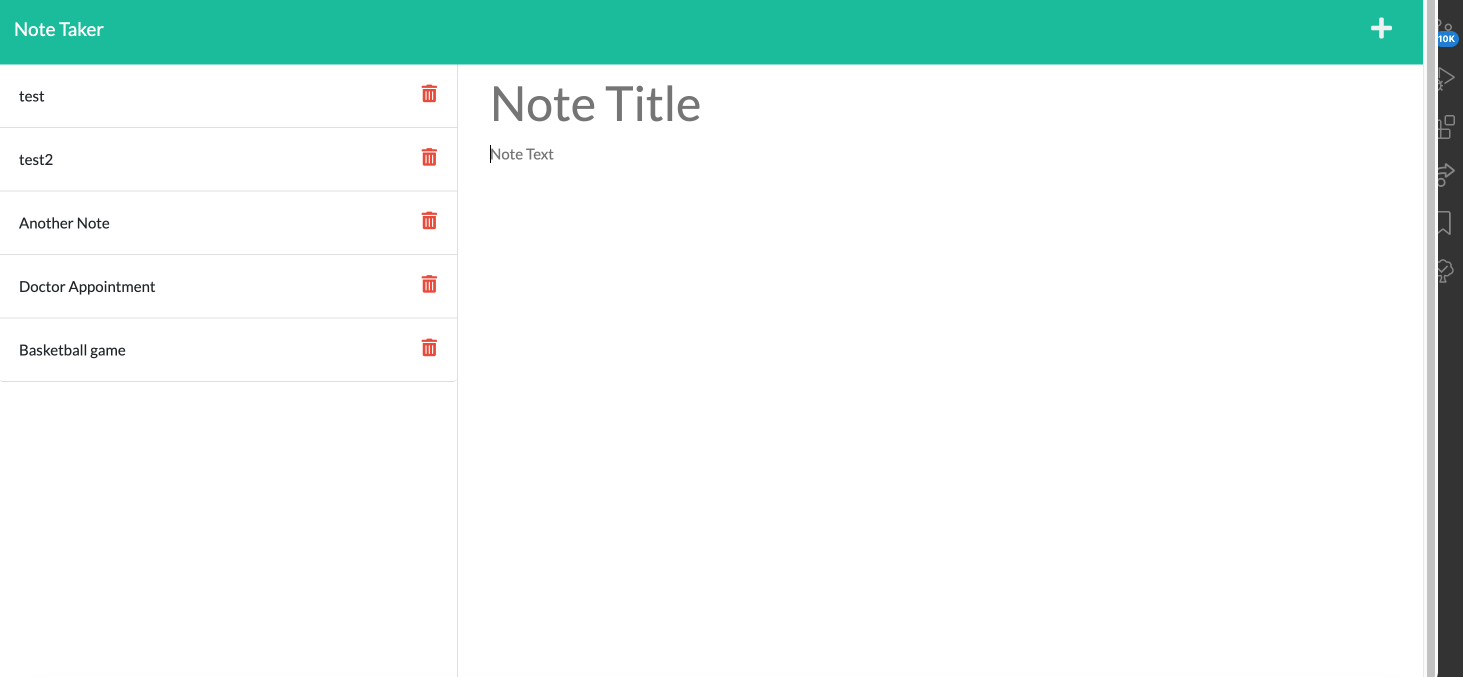 Note Taker
10K
test
test2
Another Note
Doctor Appointment
Basketball game
Note Title
Note Text